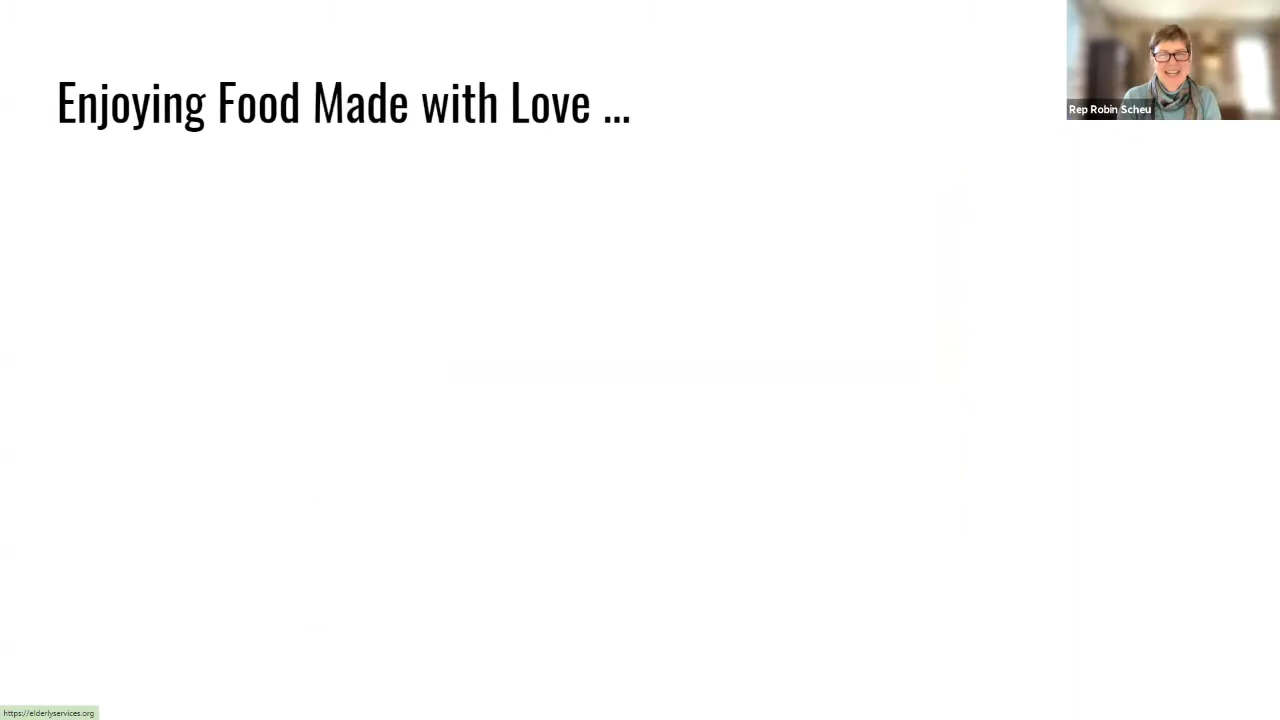 Enjoying Food Made with Love ...
Rep Robin Scheu
https://elderlyservices.org